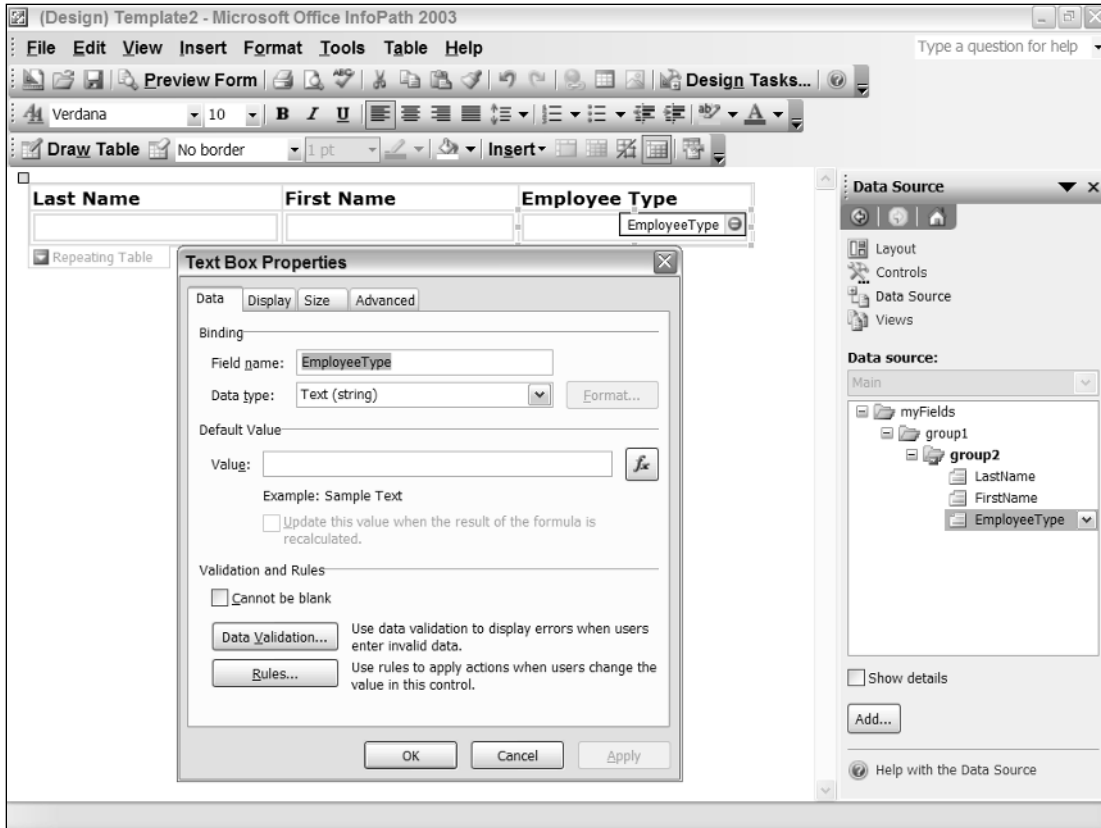 (Design) Template2 - Microsoft Office InfoPath 2003
File Edit View Insert Format Tools Table Help
Type a question for help
Preview Form
Design Tasks...
Verdana 10 B I U
Draw Table No border 1 pt Insert
Last Name First Name Employee Type
EmployeeType
Repeating Table
Text Box Properties
Data Display Size Advanced
Binding
Field name: EmployeeType
Data type: Text (string) Format...
Default Value
Value: fx
Example: Sample Text
Update this value when the result of the formula is
recalculated.
Validation and Rules
Cannot be blank
Data Validation... Use data validation to display errors when users
enter invalid data.
Rules... Use rules to apply actions when users change the
value in this control.
OK Cancel Apply
Data Source
Layout
Controls
Data Source
Views
Data source:
Main
myFields
group1
group2
LastName
FirstName
EmployeeType
Show details
Add...
Help with the Data Source